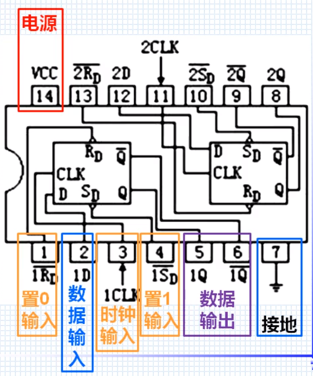 电源
2CLK
VCC 2R̅D 2D 2S̅D 2Q̅ 2Q
14 13 12 11 10 9 8
RD Q̅
CLK
D SD Q
D SD Q̅
CLK
RD Q
1 2 3 4 5 6 7
1R̅D 1D 1S̅D 1Q 1Q̅
1CLK
置0
输入
数
据
输
入
时钟
输入
置1
输入
数据
输出
接地